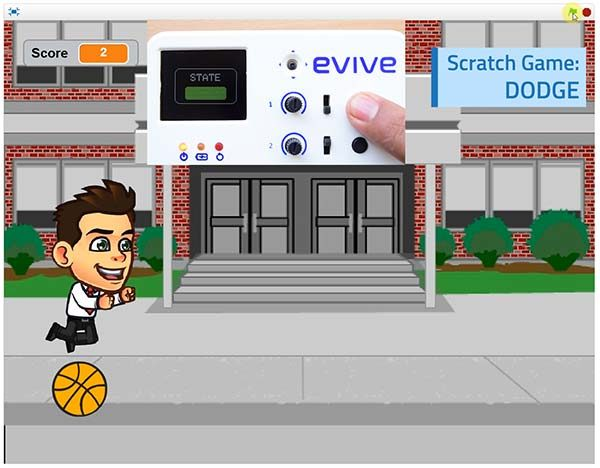 Score 2
STATE
evive
1
2
Scratch Game:
DODGE